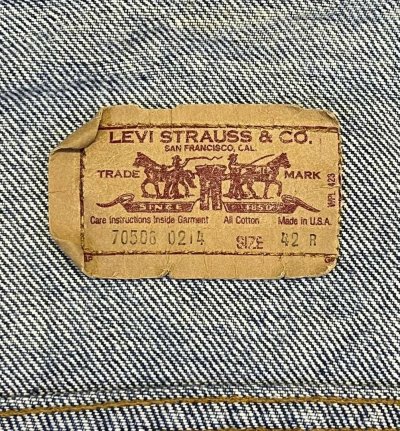 LEVI STRAUSS & CO.
SAN FRANCISCO, CAL.
TRADE MARK
Care Instructions Inside Garment All Cotton Made in U.S.A.
70506 0214 SIZE 42 R